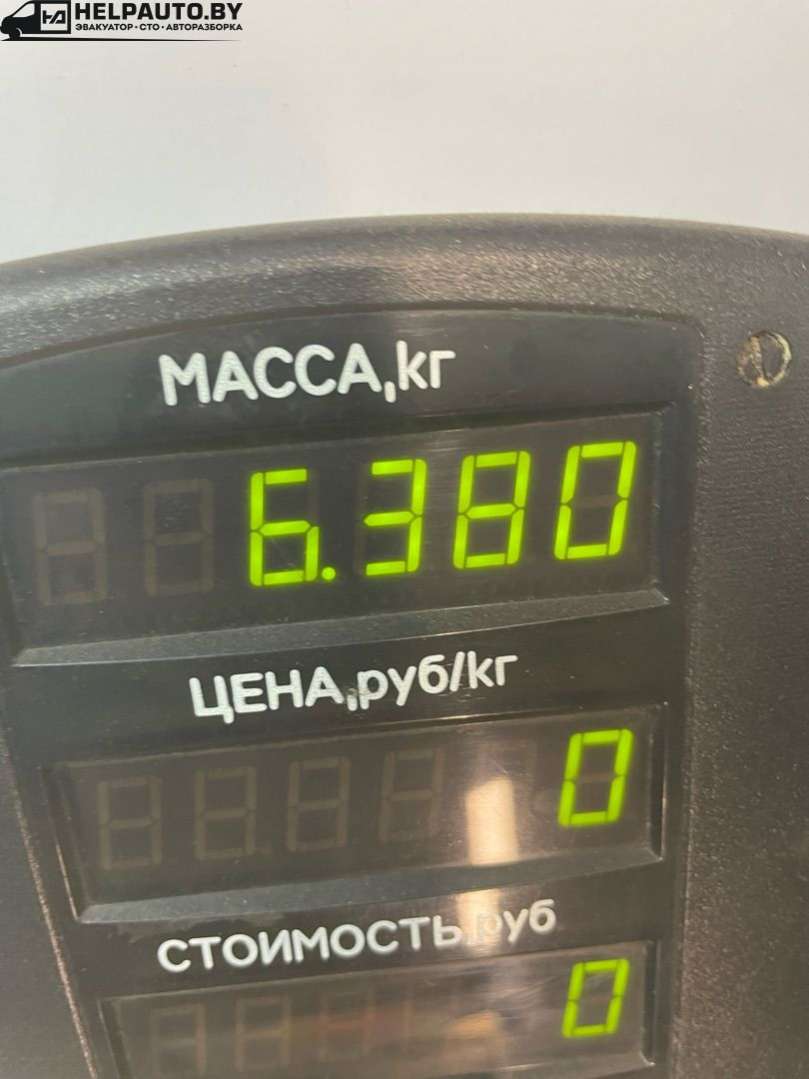 HELPAUTO.BY
ЭВАКУАТОР•СТО•АВТОРАЗБОРКА
МАССА,кг
6.380
ЦЕНА,руб/кг
0
СТОИМОСТЬ,руб
0